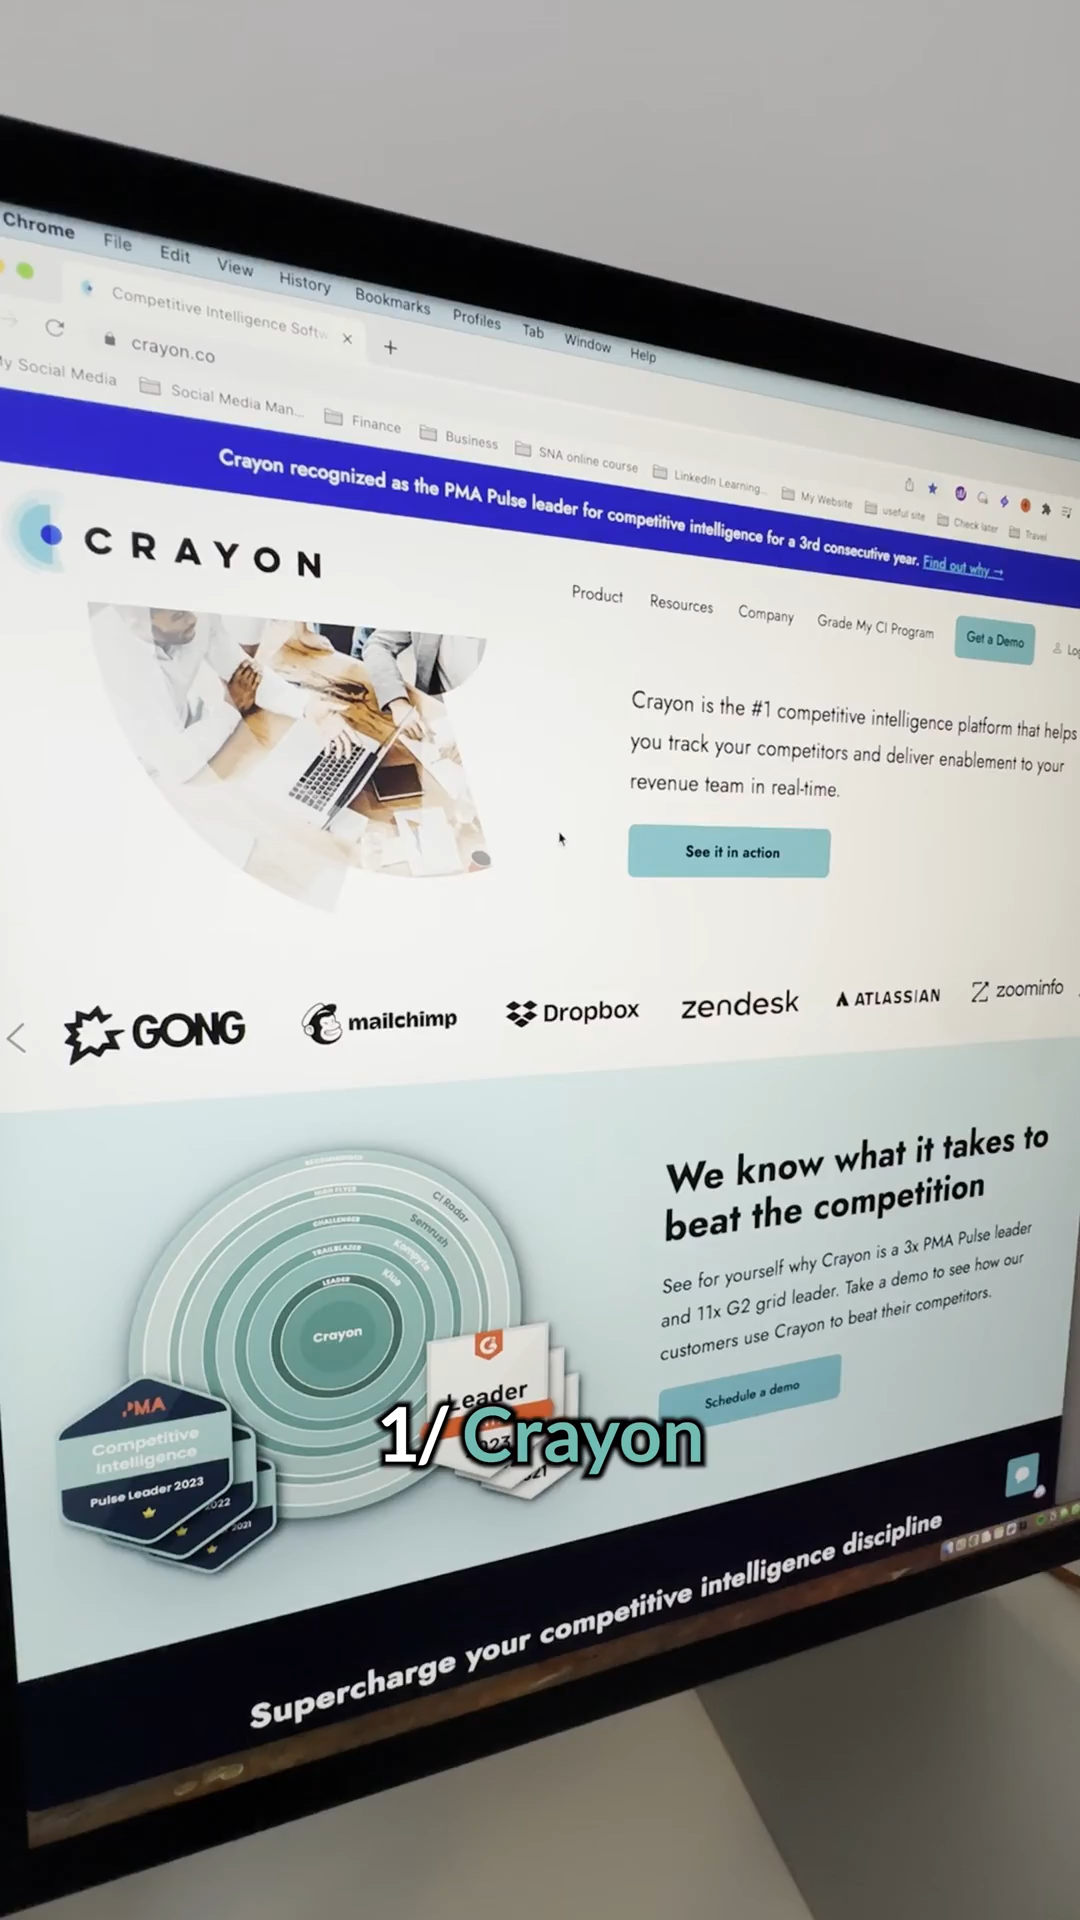 Chrome File Edit View History Bookmarks Profiles Tab Window Help
Competitive Intelligence Softw
crayon.co
y Social Media
Social Media Man...
Finance
Business
SNA online course
LinkedIn Learning...
My Website
useful site
Check later
Travel
Crayon recognized as the PMA Pulse leader for competitive intelligence for a 3rd consecutive year. Find out why →
CRAYON
Product Resources Company Grade My CI Program Get a Demo Log
Crayon is the #1 competitive intelligence platform that helps
you track your competitors and deliver enablement to your
revenue team in real-time.
See it in action
GONG mailchimp Dropbox zendesk ATLASSIAN zoominfo
We know what it takes to
beat the competition
See for yourself why Crayon is a 3x PMA Pulse leader
and 11x G2 grid leader. Take a demo to see how our
customers use Crayon to beat their competitors.
Schedule a demo
HIGH FLYER
CHALLENGER
TRAILBLAZER
LEADER
CI Radar
Semrush
Kompyte
Klue
Crayon
PMA
Competitive
Intelligence
Pulse Leader 2023
2022
2021
G
Leader
1/ Crayon
Supercharge your competitive intelligence discipline